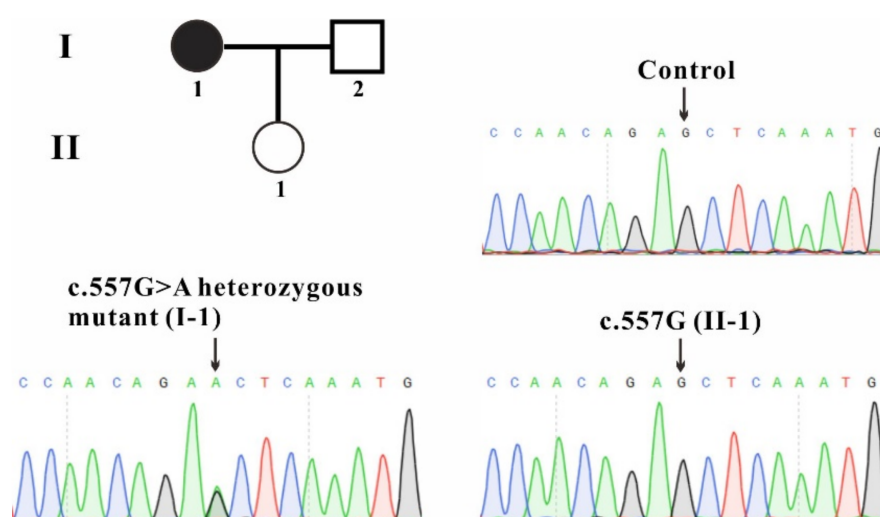 I
1
2
II
1
Control
C C A A C A G A G C T C A A A T G
c.557G>A heterozygous
mutant (I-1)
C C A A C A G A A C T C A A A T G
c.557G (II-1)
C C A A C A G A G C T C A A A T G